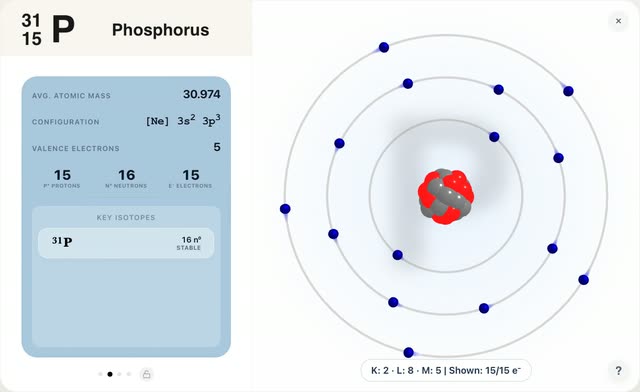 31
15 P Phosphorus
×
AVG. ATOMIC MASS 30.974
CONFIGURATION [Ne] 3s² 3p³
VALENCE ELECTRONS 5
15 16 15
P⁺ PROTONS N⁰ NEUTRONS E⁻ ELECTRONS
KEY ISOTOPES
³¹P 16 n⁰
STABLE
P
K: 2 · L: 8 · M: 5 | Shown: 15/15 e⁻
?